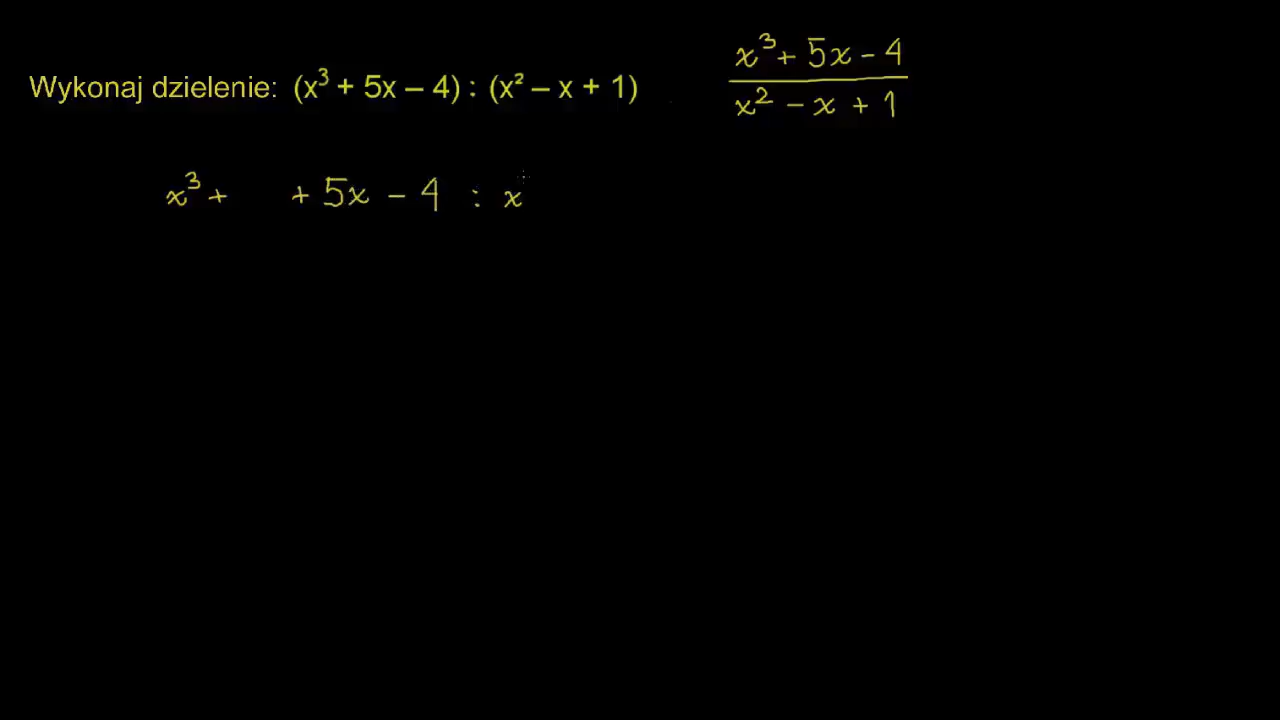 Wykonaj dzielenie: (x³ + 5x – 4) : (x² – x + 1)
x³ + 5x - 4
x² - x + 1
x³ +   + 5x - 4 : x